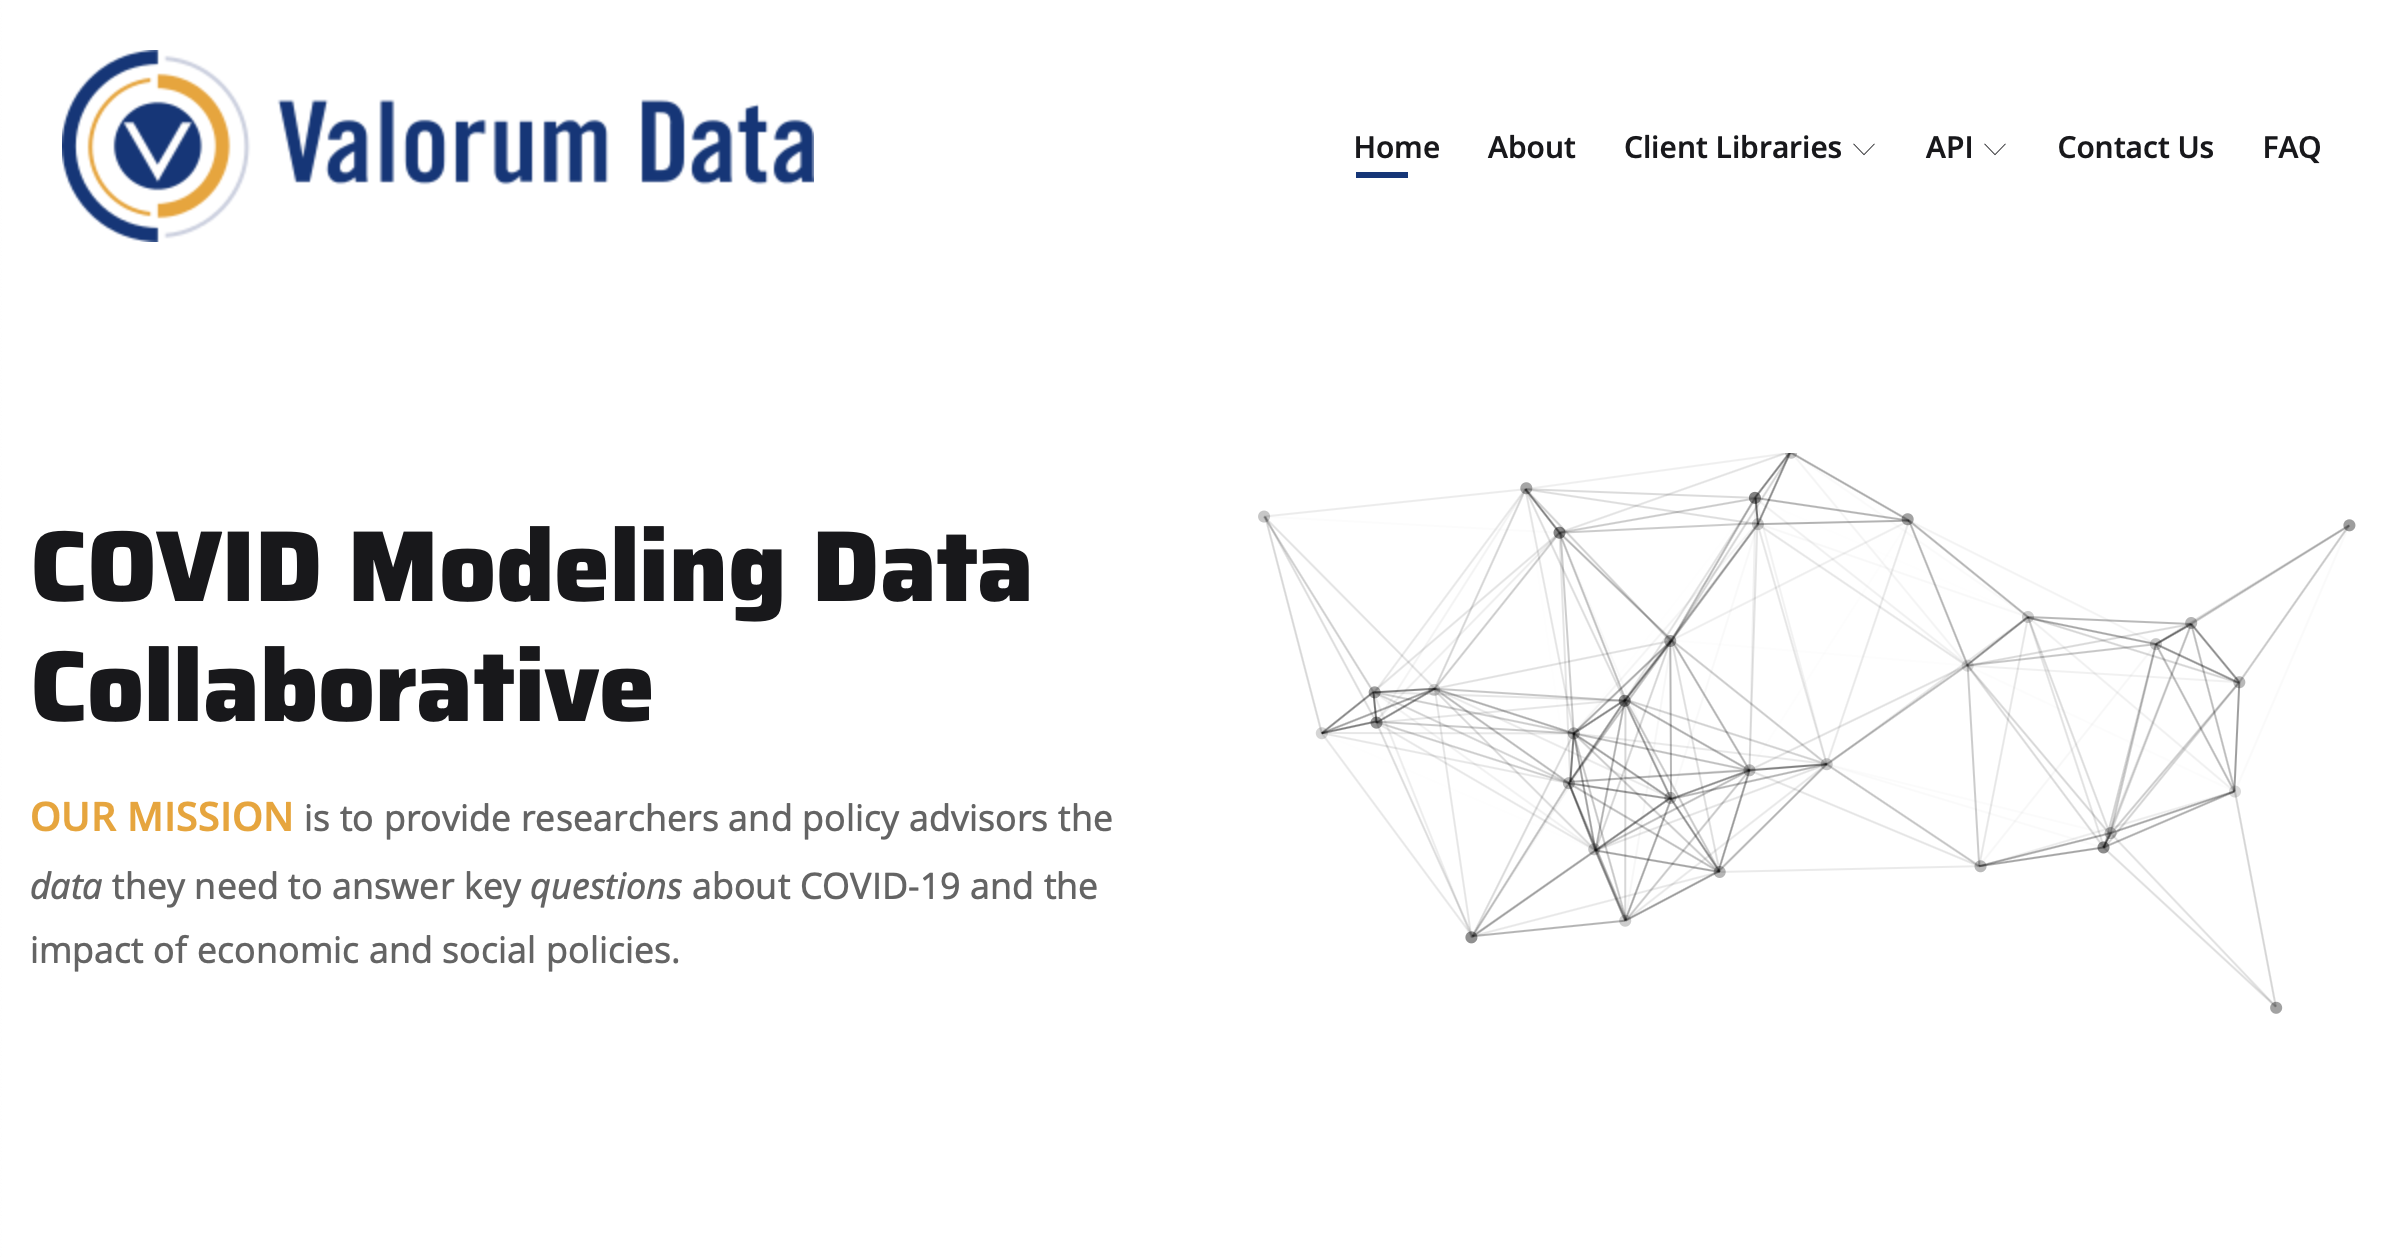 Valorum Data
Home About Client Libraries API Contact Us FAQ
COVID Modeling Data
Collaborative
OUR MISSION is to provide researchers and policy advisors the
data they need to answer key questions about COVID-19 and the
impact of economic and social policies.